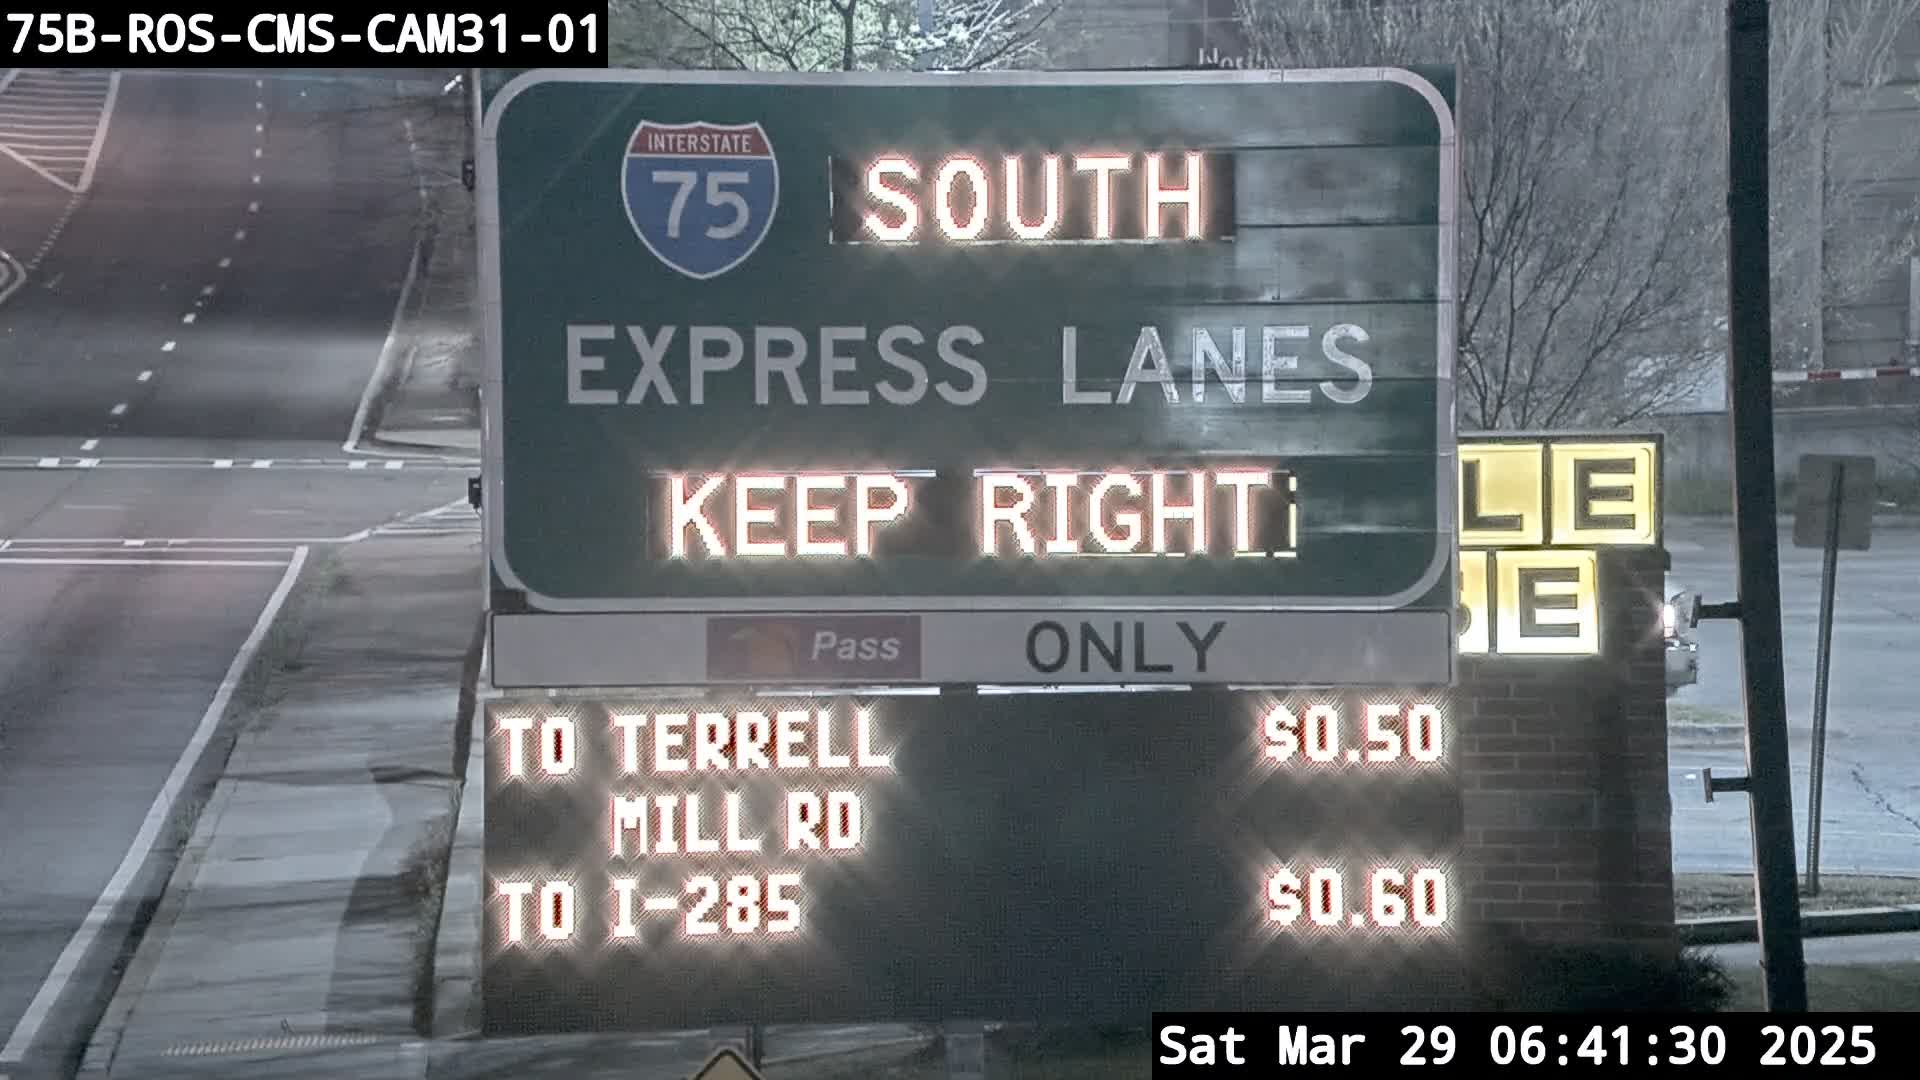 75B-ROS-CMS-CAM31-01
INTERSTATE
75
SOUTH
EXPRESS LANES
KEEP RIGHT
Pass ONLY
LE
E
TO TERRELL $0.50
MILL RD
TO I-285 $0.60
Sat Mar 29 06:41:30 2025